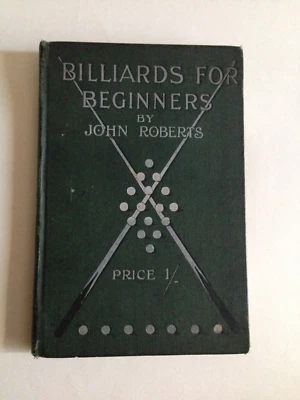 BILLIARDS FOR
BEGINNERS
BY
JOHN ROBERTS
PRICE 1/-